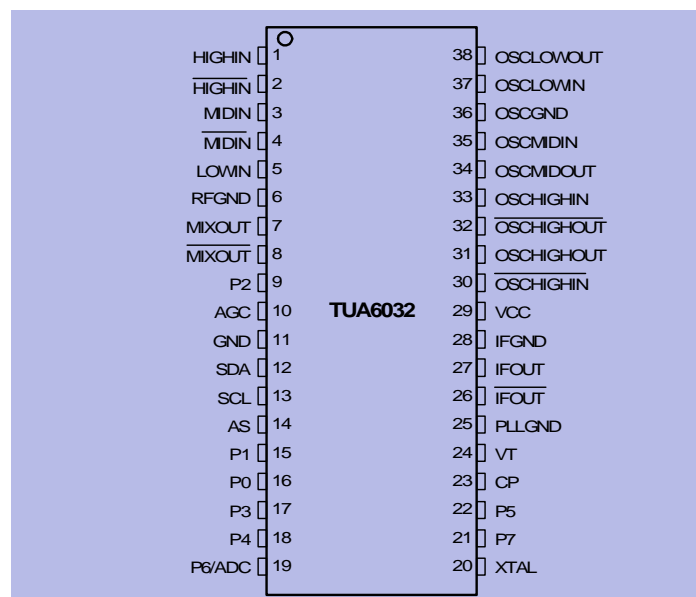 HIGHIN 1 38 OSCLOWOUT
HIGHIN 2 37 OSCLOWIN
MIDIN 3 36 OSCGND
MIDIN 4 35 OSCMIDIN
LOWIN 5 34 OSCMIDOUT
RFGND 6 33 OSCHIGHIN
MIXOUT 7 32 OSCHIGHOUT
MIXOUT 8 31 OSCHIGHOUT
P2 9 30 OSCHIGHIN
AGC 10 TUA6032 29 VCC
GND 11 28 IFGND
SDA 12 27 IFOUT
SCL 13 26 IFOUT
AS 14 25 PLLGND
P1 15 24 VT
P0 16 23 CP
P3 17 22 P5
P4 18 21 P7
P6/ADC 19 20 XTAL